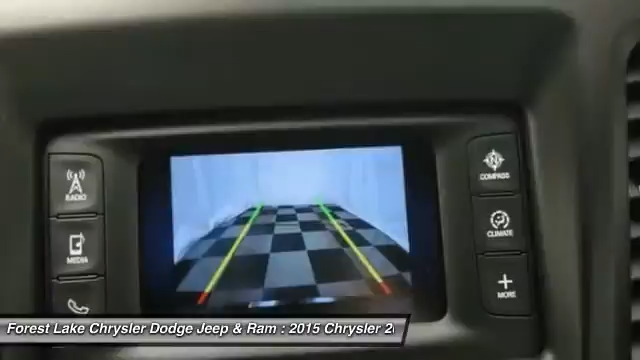 RADIO
COMPASS
MEDIA
CLIMATE
MORE
Forest Lake Chrysler Dodge Jeep & Ram : 2015 Chrysler 2